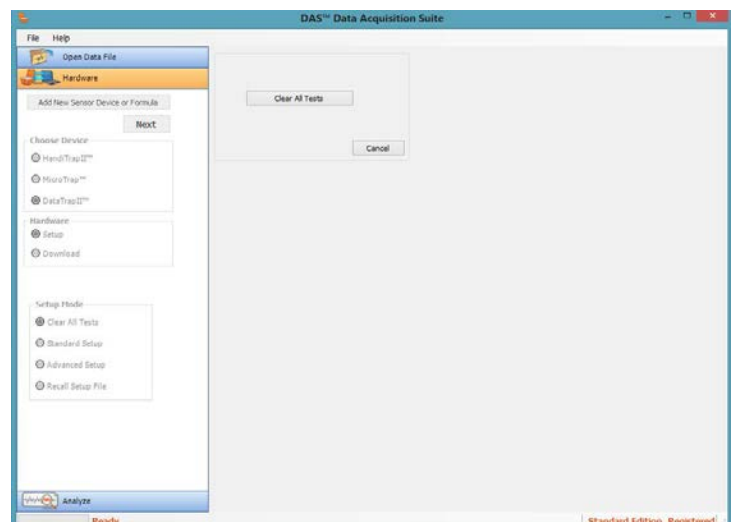 DAS™ Data Acquisition Suite
File Help
Open Data File
Hardware
Add New Sensor Device or Formula
Next
Choose Device
HandiTrapII™
MicroTrap™
DataTrapII™
Hardware
Setup
Download
Setup Mode
Clear All Tests
Standard Setup
Advanced Setup
Recall Setup File
Clear All Tests
Cancel
Analyze
Ready
Standard Edition, Registered